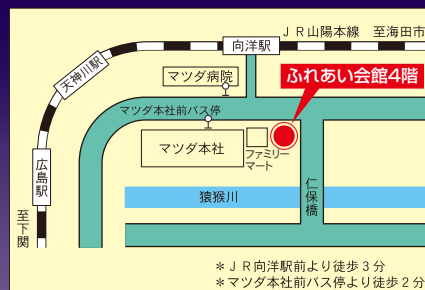 JR山陽本線 至海田市
向洋駅
天神川駅
マツダ病院
ふれあい会館4階
マツダ本社前バス停
マツダ本社
ファミリー
マート
広島駅
猿猴川
仁保橋
至下関
＊JR向洋駅前より徒歩3分
＊マツダ本社前バス停より徒歩2分